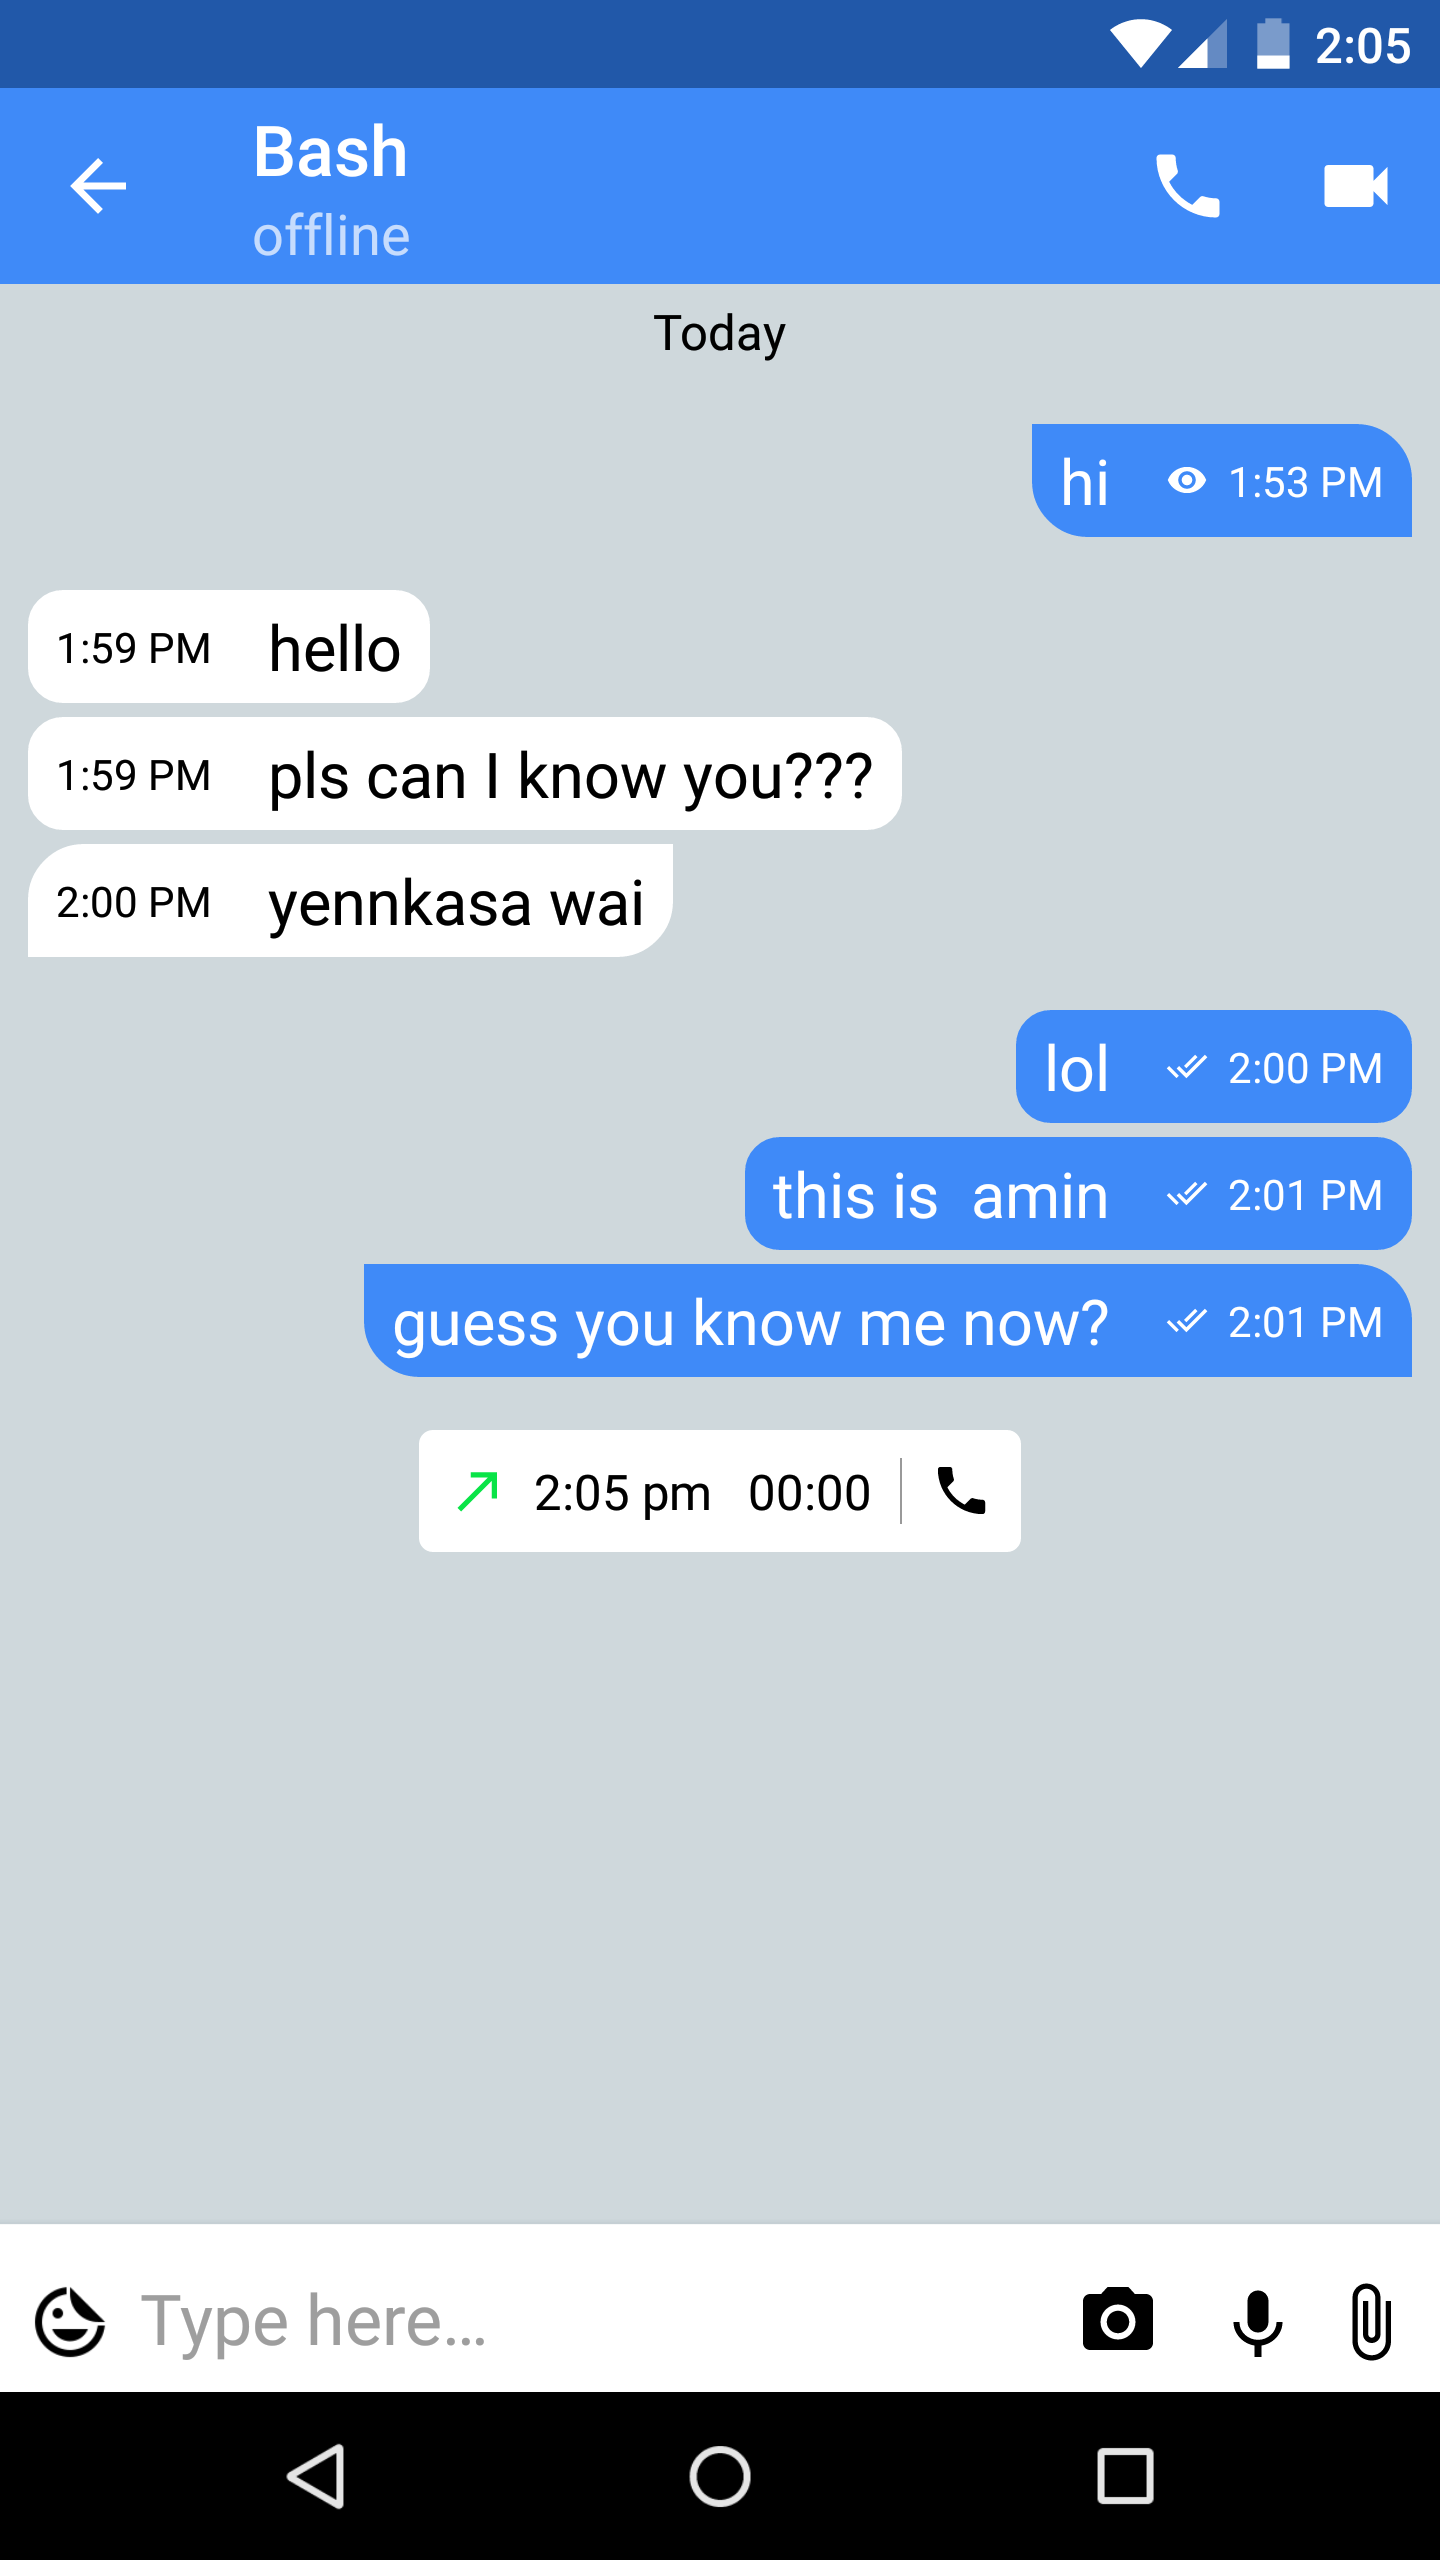 2:05
Bash
offline
Today
hi 1:53 PM
1:59 PM hello
1:59 PM pls can I know you???
2:00 PM yennkasa wai
lol 2:00 PM
this is  amin 2:01 PM
guess you know me now? 2:01 PM
2:05 pm 00:00
Type here...